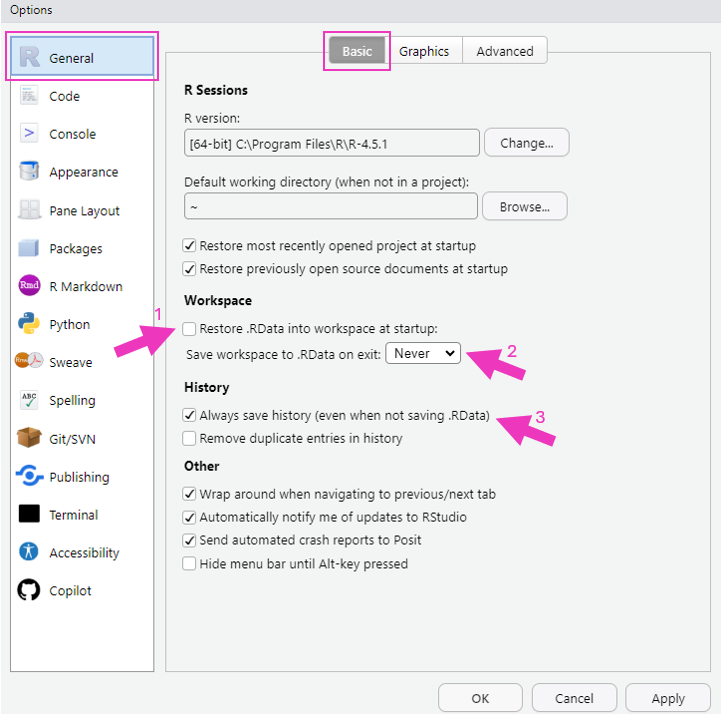 Options
General
Code
Console
Appearance
Pane Layout
Packages
Rmd R Markdown
Python
Rnw Sweave
ABC Spelling
Git/SVN
Publishing
Terminal
Accessibility
Copilot
Basic Graphics Advanced
R Sessions
R version:
[64-bit] C:\Program Files\R\R-4.5.1 Change...
Default working directory (when not in a project):
~ Browse...
Restore most recently opened project at startup
Restore previously open source documents at startup
Workspace
1 Restore .RData into workspace at startup:
Save workspace to .RData on exit: Never 2
History
Always save history (even when not saving .RData) 3
Remove duplicate entries in history
Other
Wrap around when navigating to previous/next tab
Automatically notify me of updates to RStudio
Send automated crash reports to Posit
Hide menu bar until Alt-key pressed
OK Cancel Apply